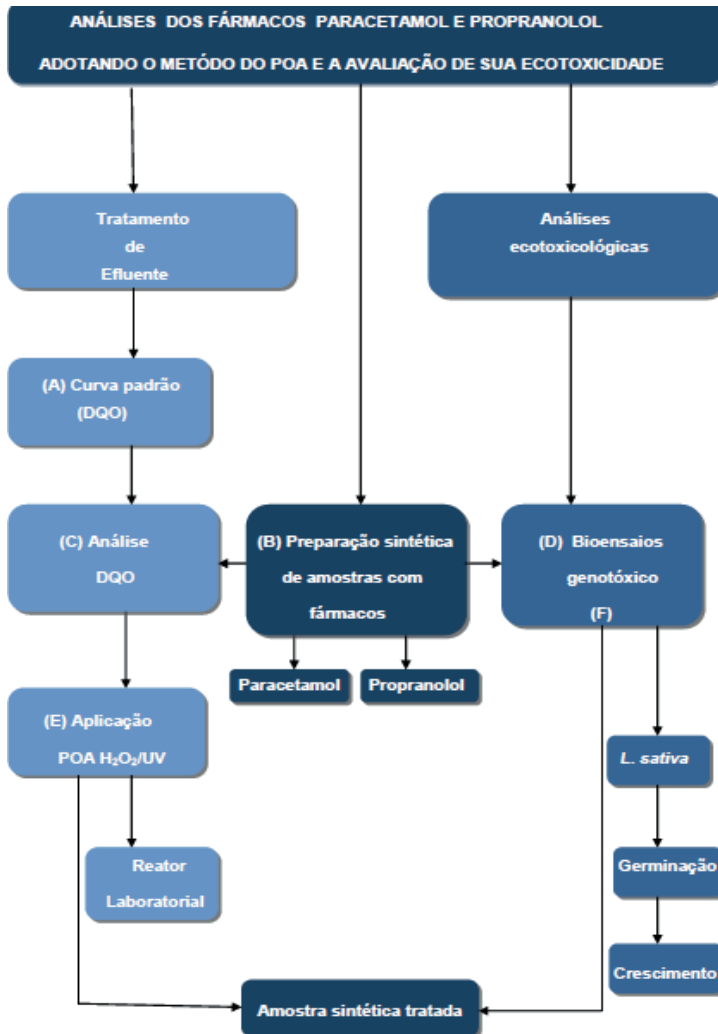 ANÁLISES DOS FÁRMACOS PARACETAMOL E PROPRANOLOL
ADOTANDO O METÓDO DO POA E A AVALIAÇÃO DE SUA ECOTOXICIDADE
Tratamento
de
Efluente
Análises
ecotoxicológicas
(A) Curva padrão
(DQO)
(C) Análise
DQO
(B) Preparação sintética
de amostras com
fármacos
(D) Bioensaios
genotóxico
(F)
Paracetamol
Propranolol
(E) Aplicação
POA H₂O₂/UV
L. sativa
Reator
Laboratorial
Germinação
Crescimento
Amostra sintética tratada